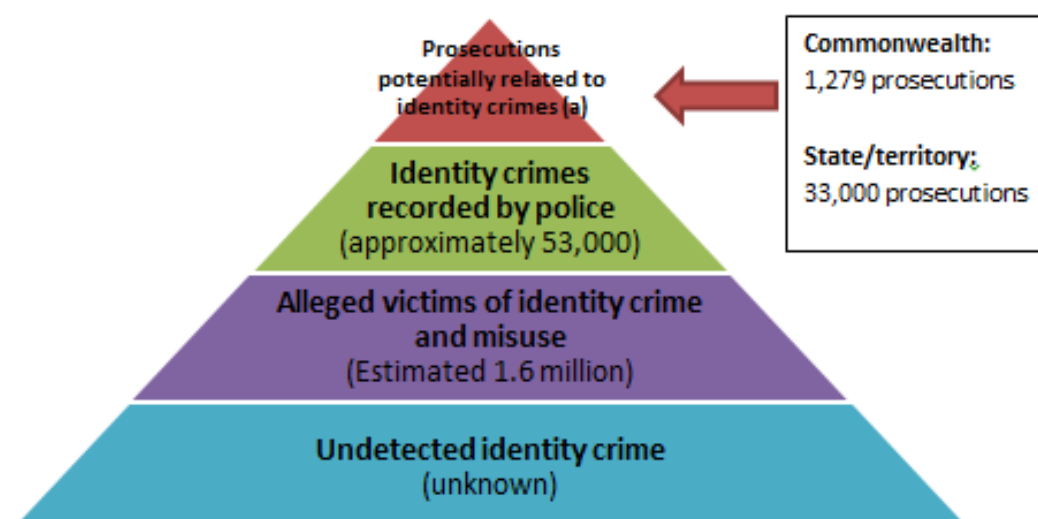 Prosecutions
potentially related to
identity crimes (a)
Commonwealth:
1,279 prosecutions
State/territory:
33,000 prosecutions
Identity crimes
recorded by police
(approximately 53,000)
Alleged victims of identity crime
and misuse
(Estimated 1.6 million)
Undetected identity crime
(unknown)